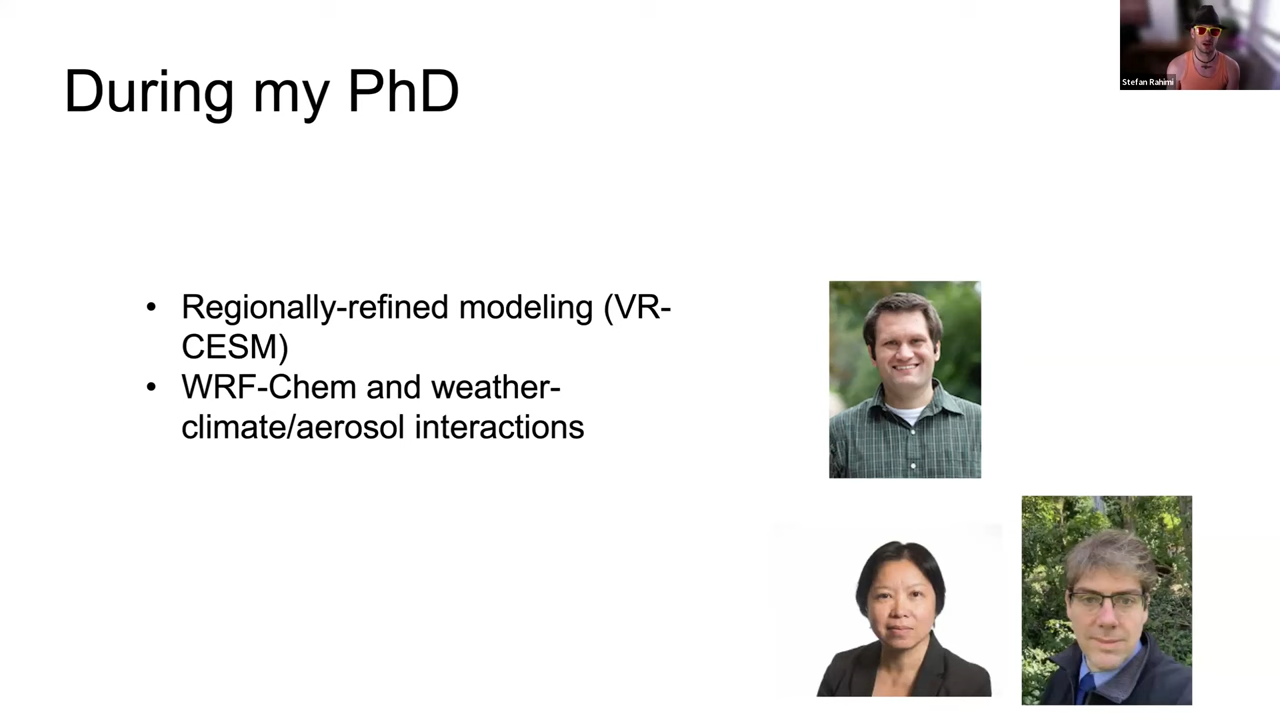 Stefan Rahimi
During my PhD
• Regionally-refined modeling (VR-
CESM)
• WRF-Chem and weather-
climate/aerosol interactions